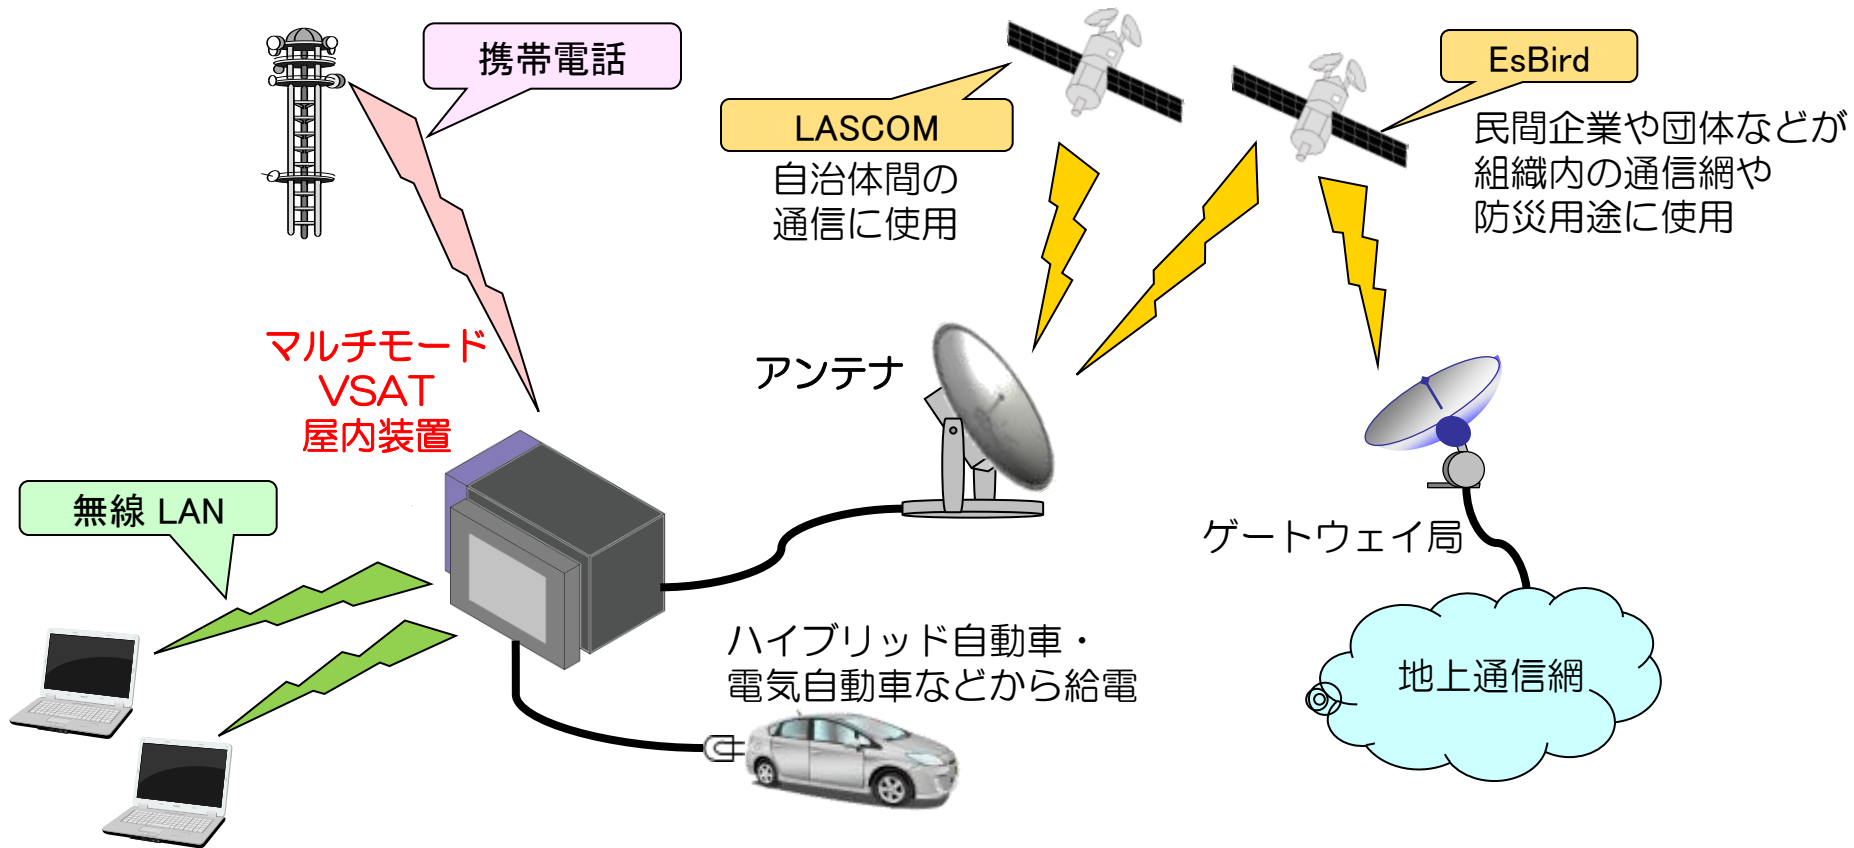 携帯電話
LASCOM
自治体間の
通信に使用
EsBird
民間企業や団体などが
組織内の通信網や
防災用途に使用
マルチモード
VSAT
屋内装置
アンテナ
無線 LAN
ゲートウェイ局
ハイブリッド自動車・
電気自動車などから給電
地上通信網